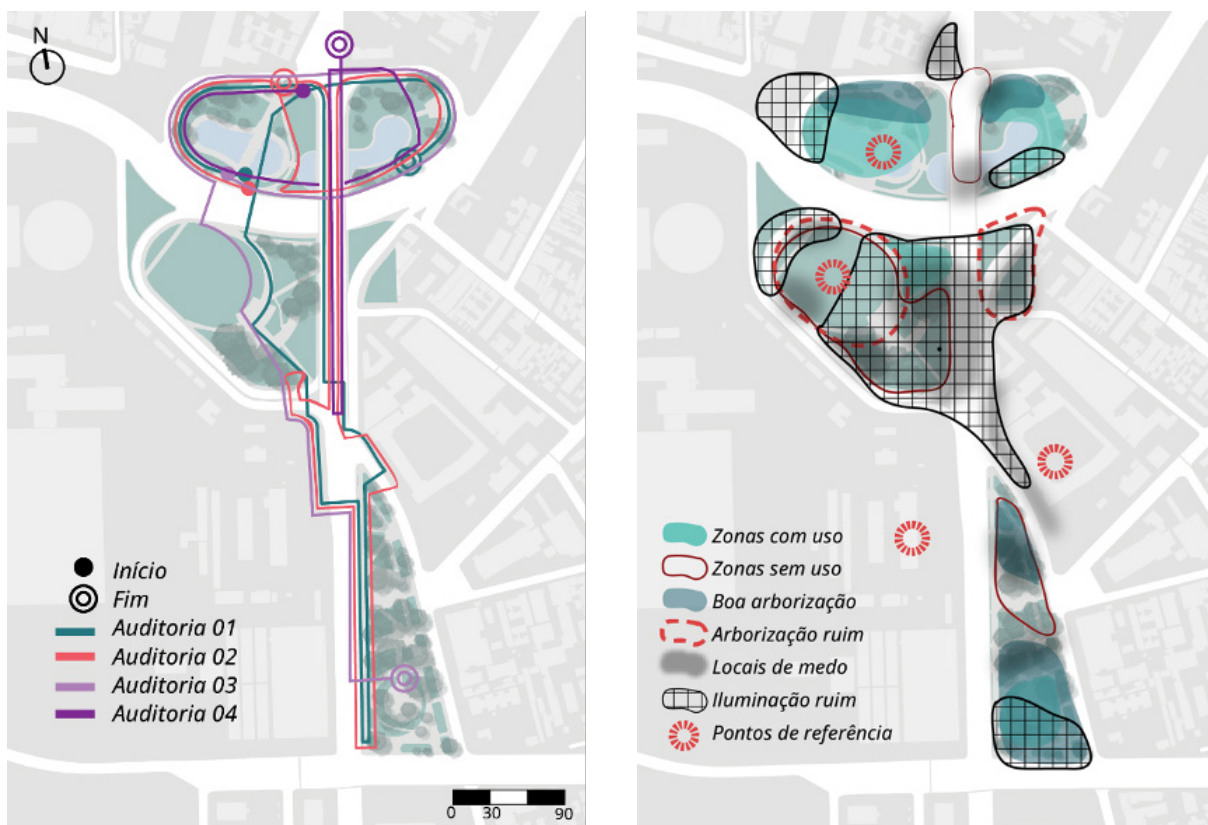 N
Início
Fim
Auditoria 01
Auditoria 02
Auditoria 03
Auditoria 04
0 30 90
Zonas com uso
Zonas sem uso
Boa arborização
Arborização ruim
Locais de medo
Iluminação ruim
Pontos de referência